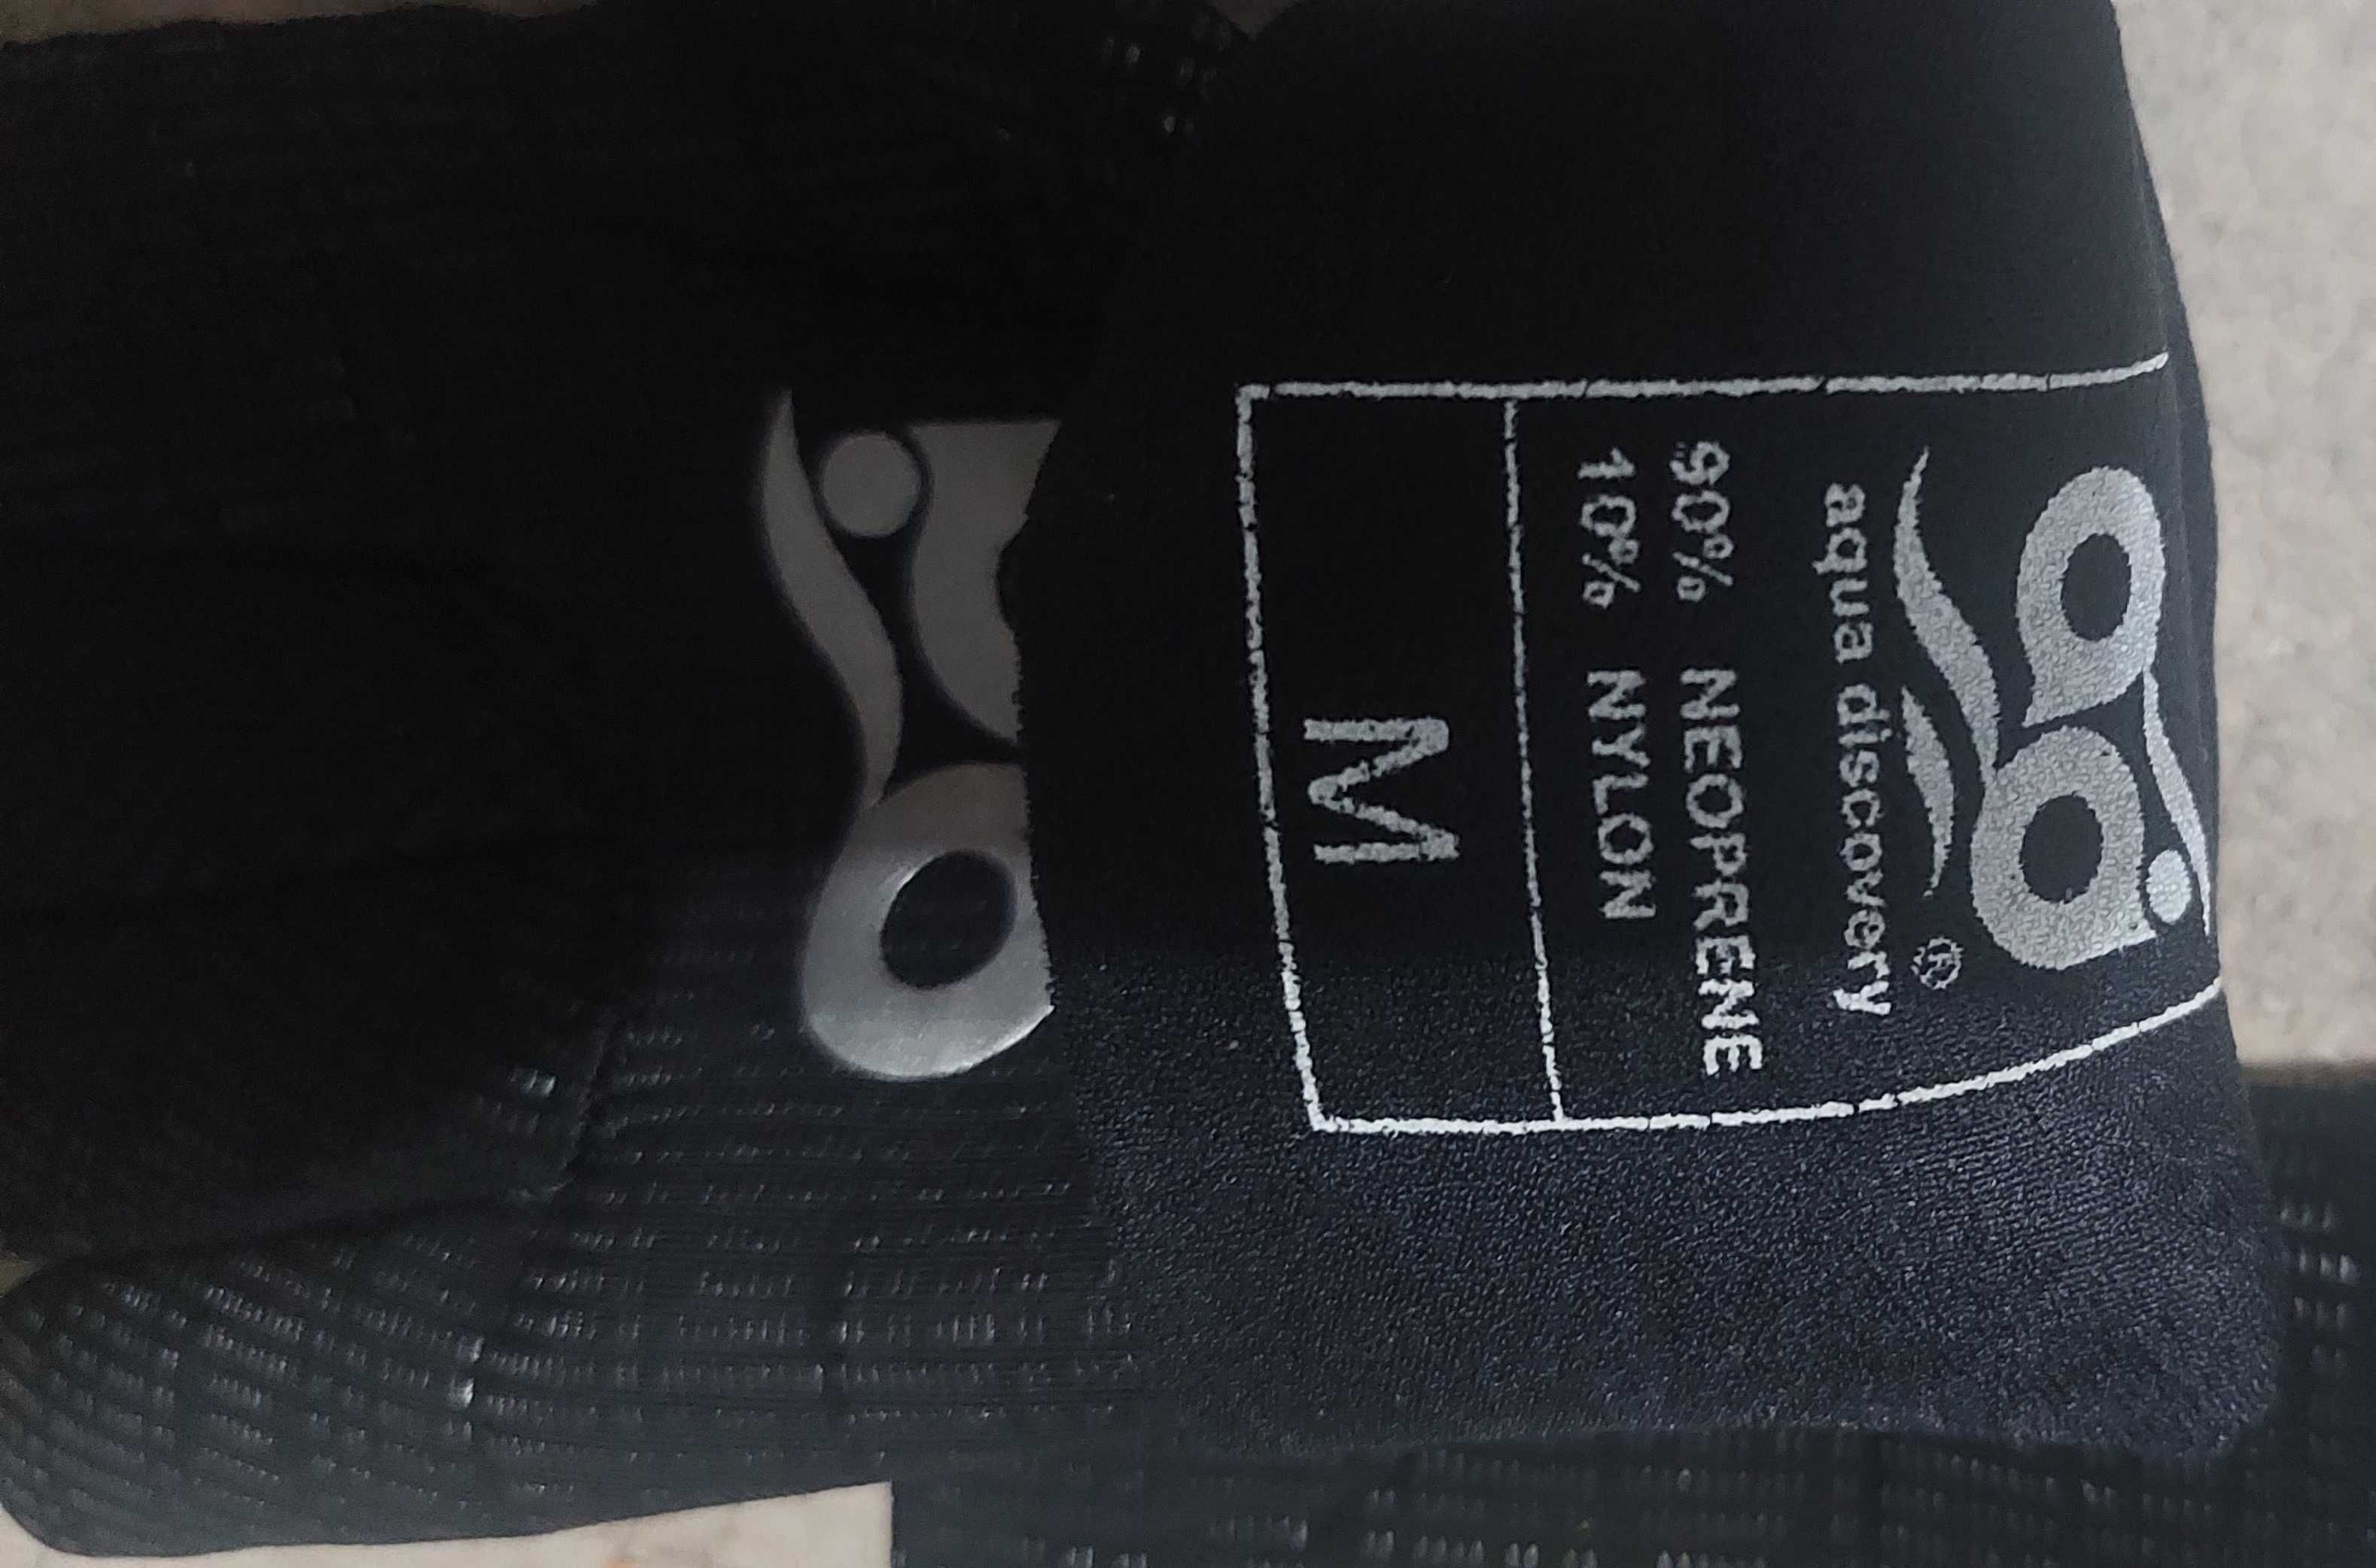 aqua discovery®
90% NEOPRENE
10% NYLON
M